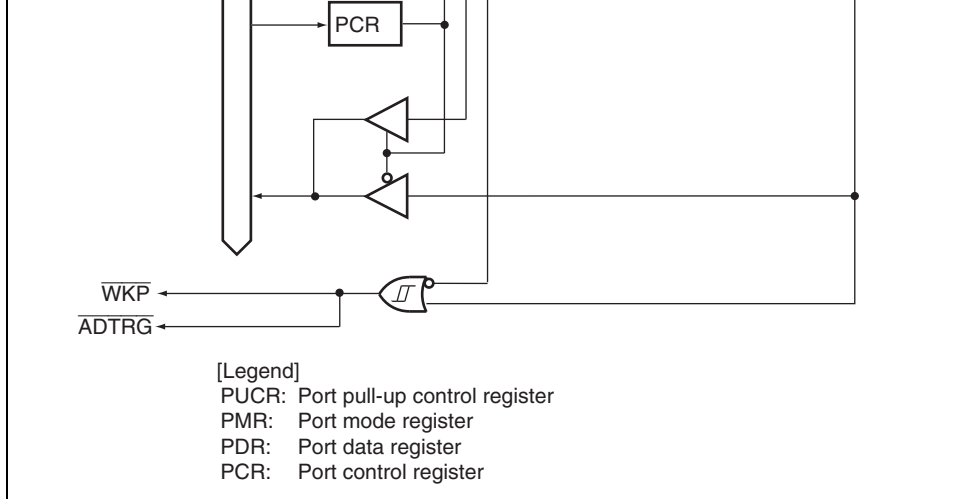 PCR
WKP
ADTRG
[Legend]
PUCR: Port pull-up control register
PMR: Port mode register
PDR: Port data register
PCR: Port control register